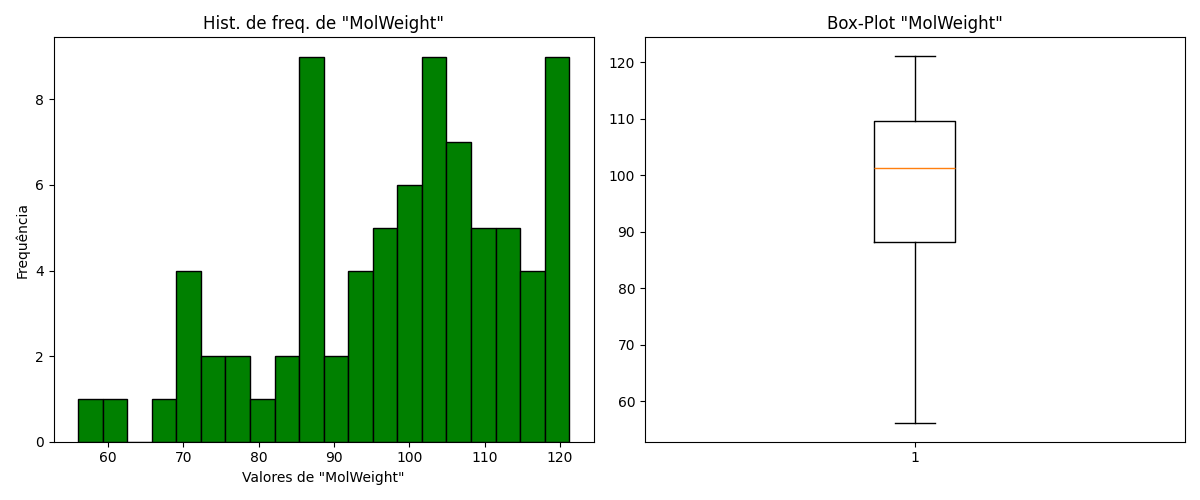 Hist. de freq. de "MolWeight"
8
6
4
2
0
Frequência
60 70 80 90 100 110 120
Valores de "MolWeight"
Box-Plot "MolWeight"
120
110
100
90
80
70
60
1